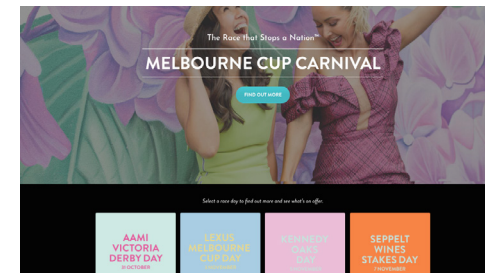 The Race that Stops a Nation™
MELBOURNE CUP CARNIVAL
FIND OUT MORE
Select a race day to find out more and see what's on offer.
AAMI
VICTORIA
DERBY DAY
31 OCTOBER
LEXUS
MELBOURNE
CUP DAY
KENNEDY
OAKS
DAY
SEPPELT
WINES
STAKES DAY
7 NOVEMBER